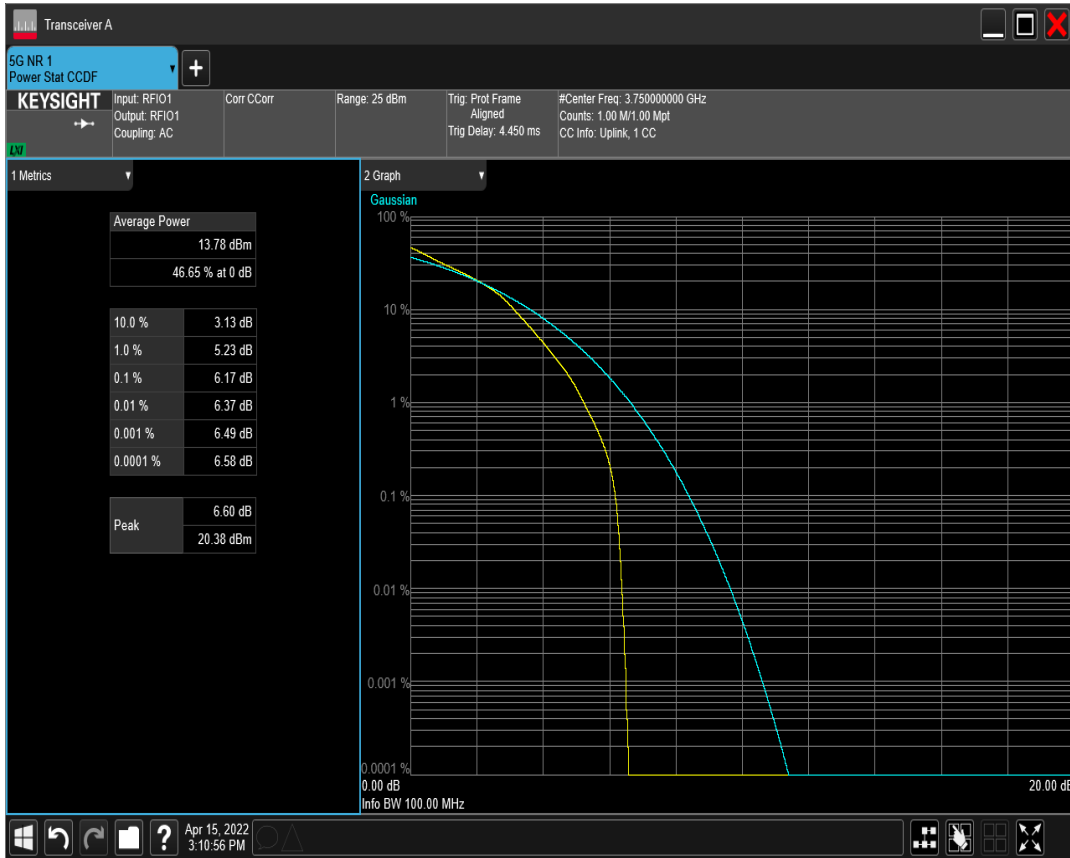 Transceiver A
5G NR 1
Power Stat CCDF
+
KEYSIGHT
LXI
Input: RFIO1
Output: RFIO1
Coupling: AC
Corr CCorr
Range: 25 dBm
Trig: Prot Frame
Aligned
Trig Delay: 4.450 ms
#Center Freq: 3.750000000 GHz
Counts: 1.00 M/1.00 Mpt
CC Info: Uplink, 1 CC
1 Metrics
Average Power
13.78 dBm
46.65 % at 0 dB
10.0 % 3.13 dB
1.0 % 5.23 dB
0.1 % 6.17 dB
0.01 % 6.37 dB
0.001 % 6.49 dB
0.0001 % 6.58 dB
Peak 6.60 dB
20.38 dBm
2 Graph
Gaussian
100 %
10 %
1 %
0.1 %
0.01 %
0.001 %
0.0001 %
0.00 dB 20.00 dB
Info BW 100.00 MHz
?
Apr 15, 2022
3:10:56 PM